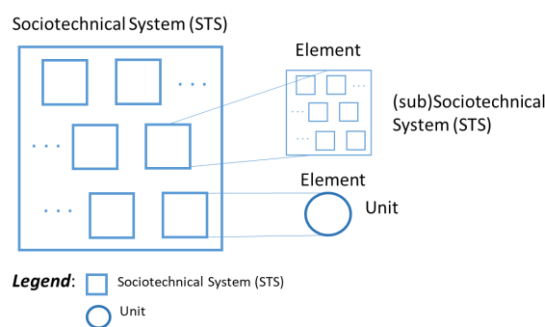 Sociotechnical System (STS)
Element
(sub)Sociotechnical
System (STS)
Element
Unit
Legend:
Sociotechnical System (STS)
Unit